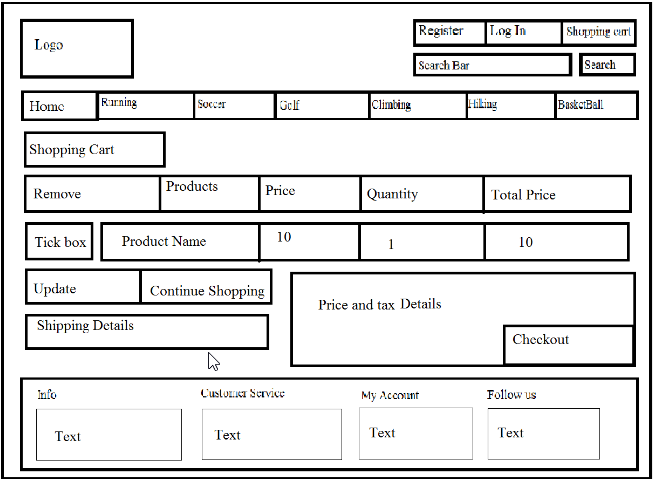 Logo
Register Log In Shopping cart
Search Bar Search
Home Running Soccer Golf Climbing Hiking BasketBall
Shopping Cart
Remove Products Price Quantity Total Price
Tick box Product Name 10 1 10
Update Continue Shopping
Price and tax Details
Shipping Details
Checkout
Info Customer Service My Account Follow us
Text Text Text Text